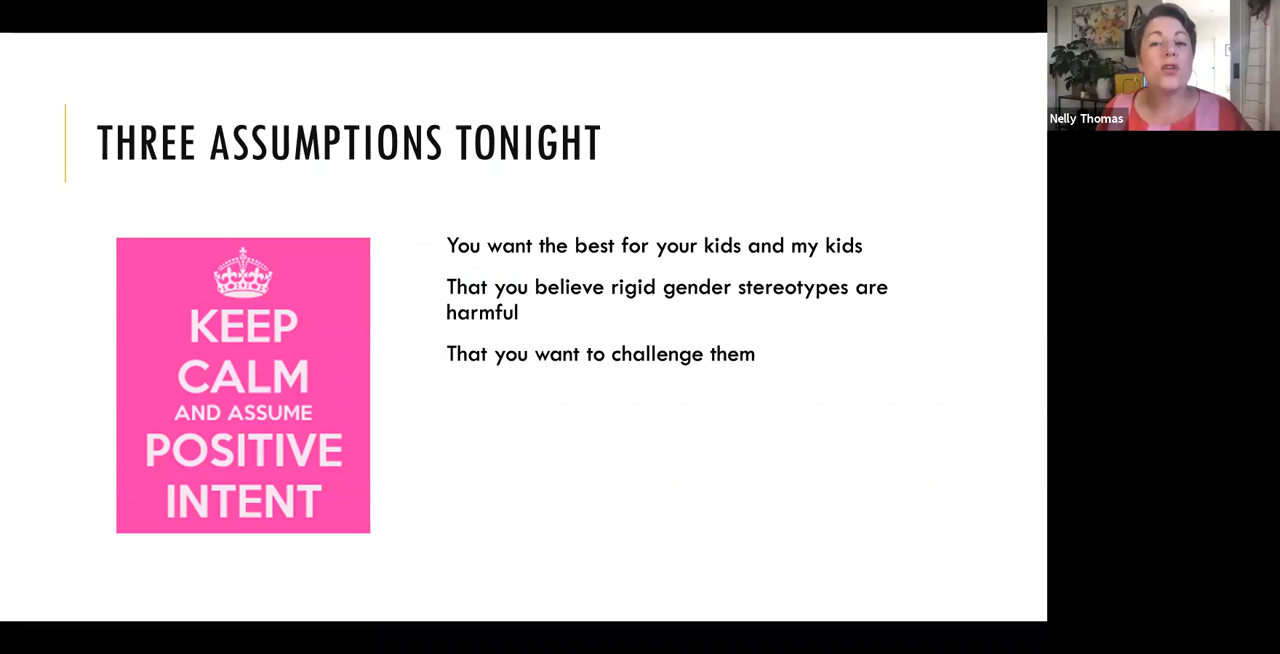 THREE ASSUMPTIONS TONIGHT
KEEP
CALM
AND ASSUME
POSITIVE
INTENT
You want the best for your kids and my kids
That you believe rigid gender stereotypes are
harmful
That you want to challenge them
Nelly Thomas